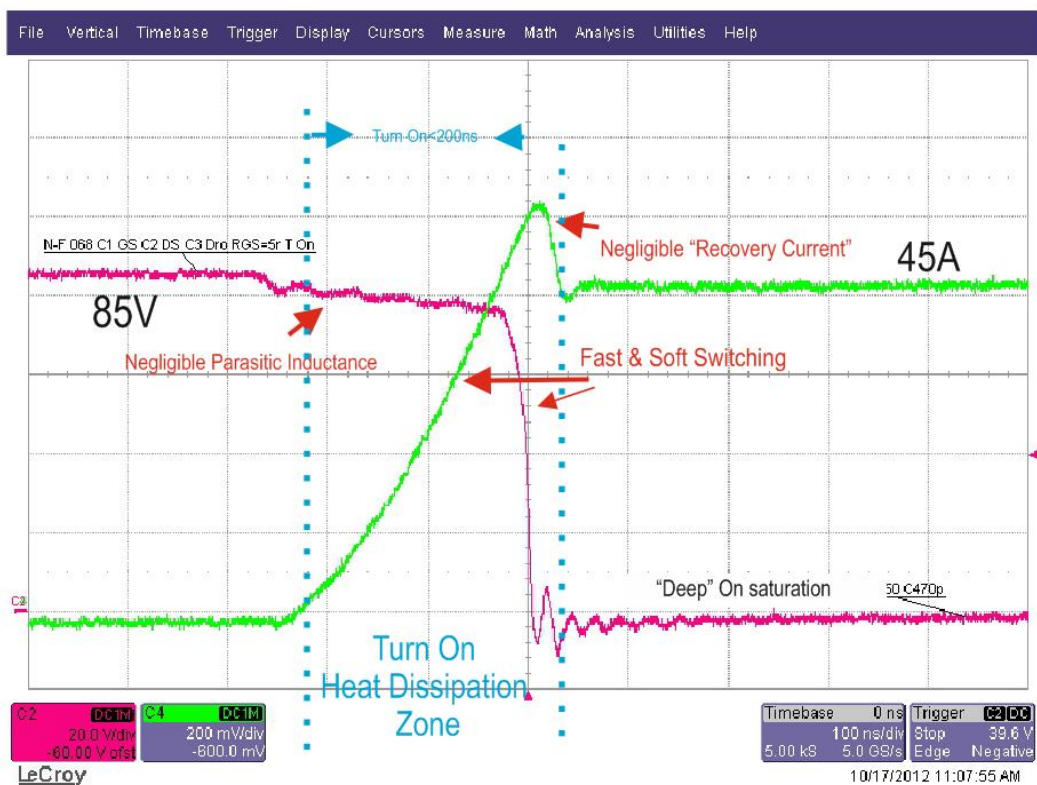 File Vertical Timebase Trigger Display Cursors Measure Math Analysis Utilities Help
Turn On<200ns
N-F 068 C1 GS C2 DS C3 Dro RGS=5r T On
Negligible "Recovery Current"
45A
85V
Negligible Parasitic Inductance
Fast & Soft Switching
"Deep" On saturation
50 C470p
C2
Turn On
Heat Dissipation
Zone
C2 DC1M
20.0 V/div
-60.00 V ofst
C4 DC1M
200 mV/div
-600.0 mV
Timebase 0 ns
100 ns/div
5.00 kS 5.0 GS/s
Trigger C2 DC
Stop 39.6 V
Edge Negative
LeCroy
10/17/2012 11:07:55 AM